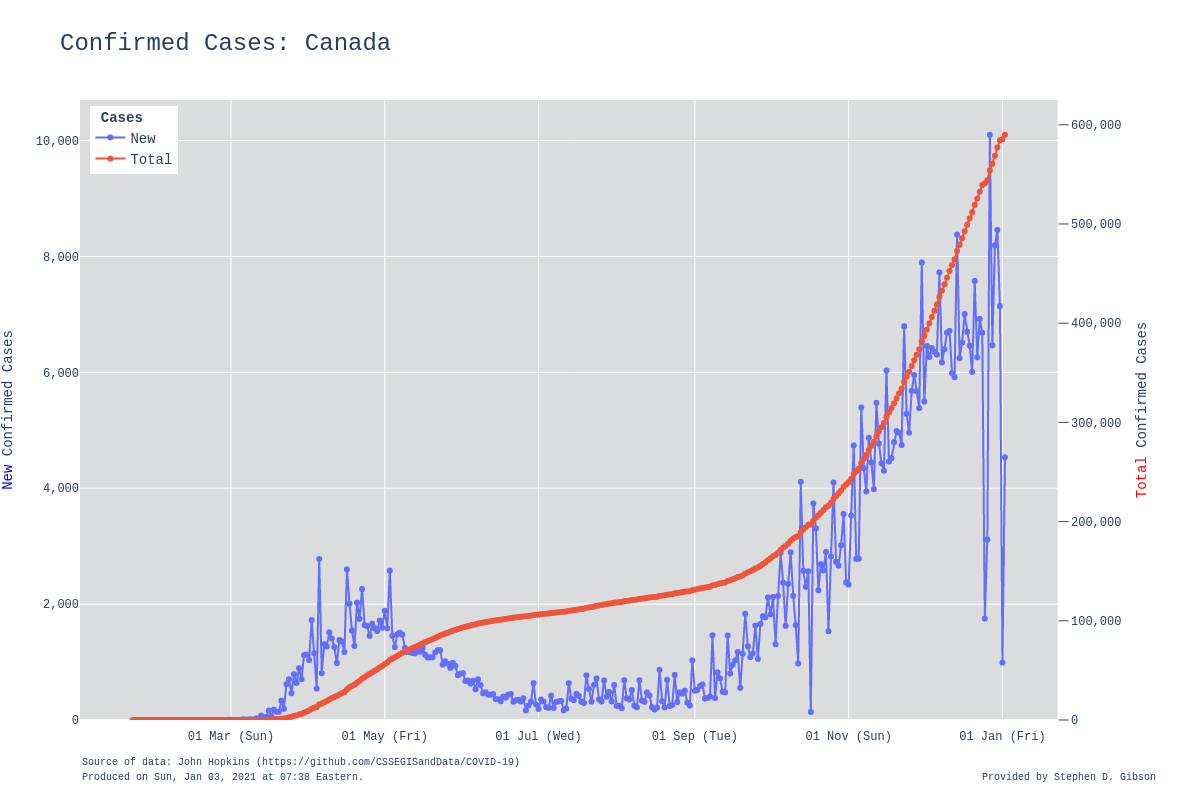 Confirmed Cases: Canada
Cases
New
Total
10,000
8,000
6,000
4,000
2,000
0
New Confirmed Cases
600,000
500,000
400,000
300,000
200,000
100,000
0
Total Confirmed Cases
01 Mar (Sun) 01 May (Fri) 01 Jul (Wed) 01 Sep (Tue) 01 Nov (Sun) 01 Jan (Fri)
Source of data: John Hopkins (https://github.com/CSSEGISandData/COVID-19)
Produced on Sun, Jan 03, 2021 at 07:38 Eastern.
Provided by Stephen D. Gibson